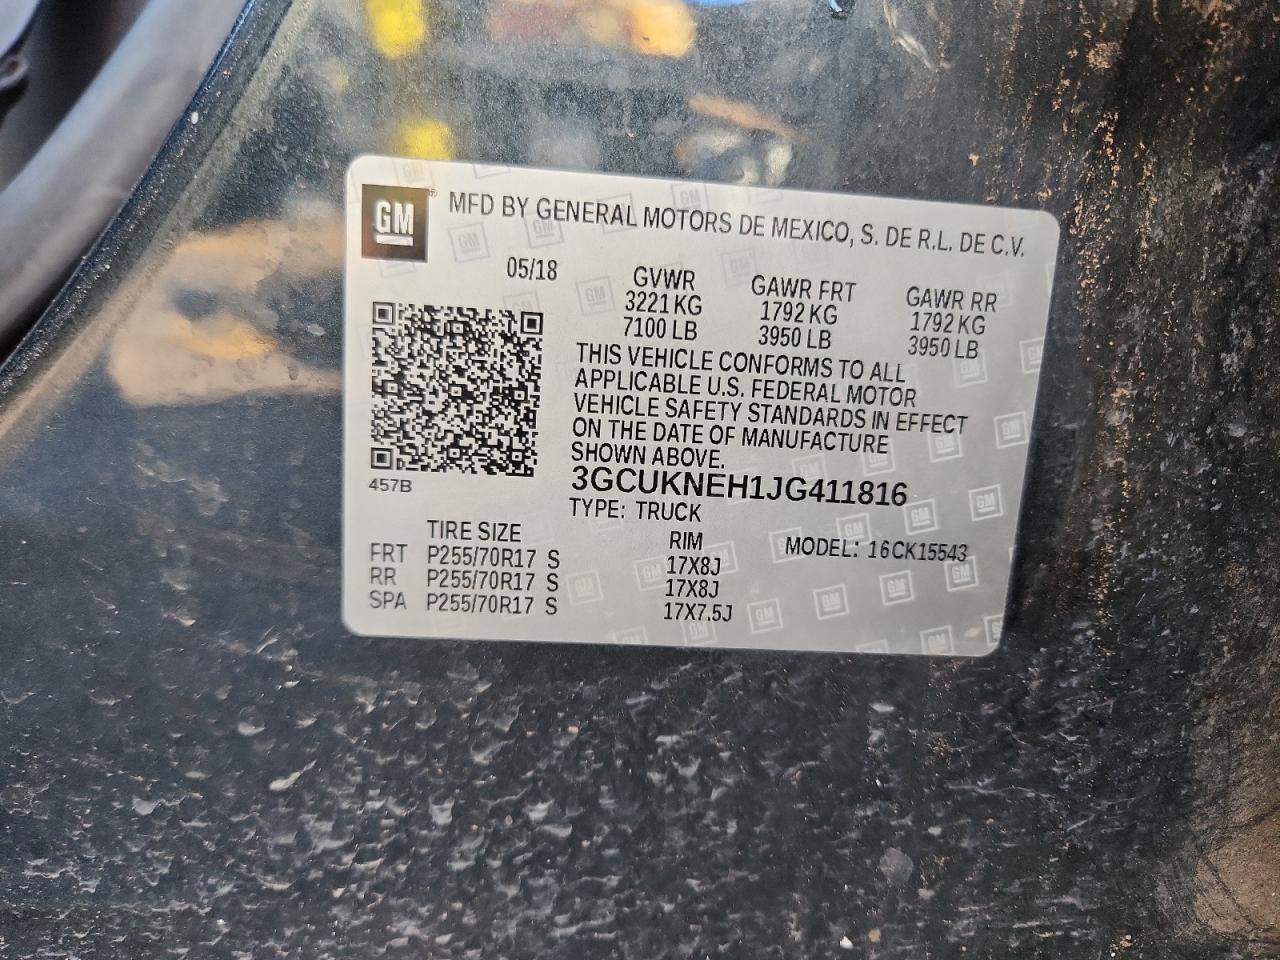 GM
MFD BY GENERAL MOTORS DE MEXICO, S. DE R.L. DE C.V.
05/18 GVWR GAWR FRT GAWR RR
3221 KG 1792 KG 1792 KG
7100 LB 3950 LB 3950 LB
THIS VEHICLE CONFORMS TO ALL
APPLICABLE U.S. FEDERAL MOTOR
VEHICLE SAFETY STANDARDS IN EFFECT
ON THE DATE OF MANUFACTURE
SHOWN ABOVE.
457B
3GCUKNEH1JG411816
TYPE: TRUCK
TIRE SIZE RIM MODEL: 16CK15543
FRT P255/70R17 S 17X8J
RR P255/70R17 S 17X8J
SPA P255/70R17 S 17X7.5J